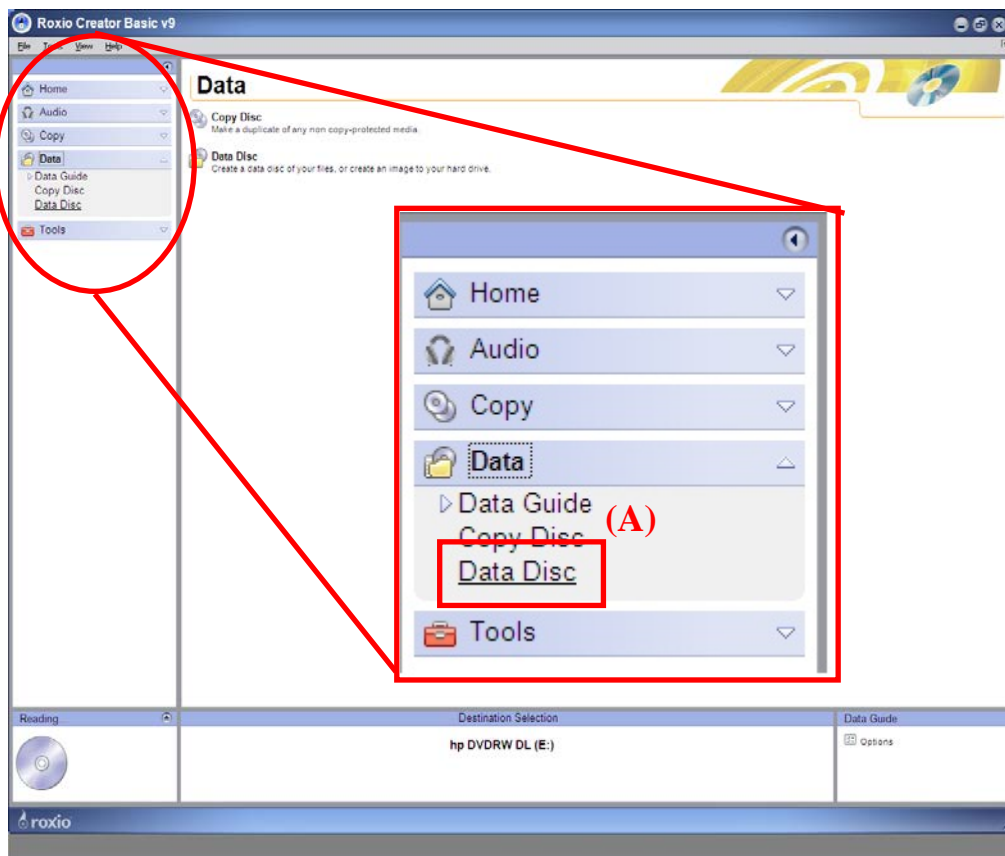 Roxio Creator Basic v9
File Tools View Help
Home
Audio
Copy
Data
Data Guide
Copy Disc
Data Disc
Tools
Data
Copy Disc
Make a duplicate of any non copy-protected media.
Data Disc
Create a data disc of your files, or create an image to your hard drive.
Home
Audio
Copy
Data
Data Guide
(A)
Copy Disc
Data Disc
Tools
Reading
Destination Selection
Data Guide
hp DVDRW DL (E:)
Options
roxio